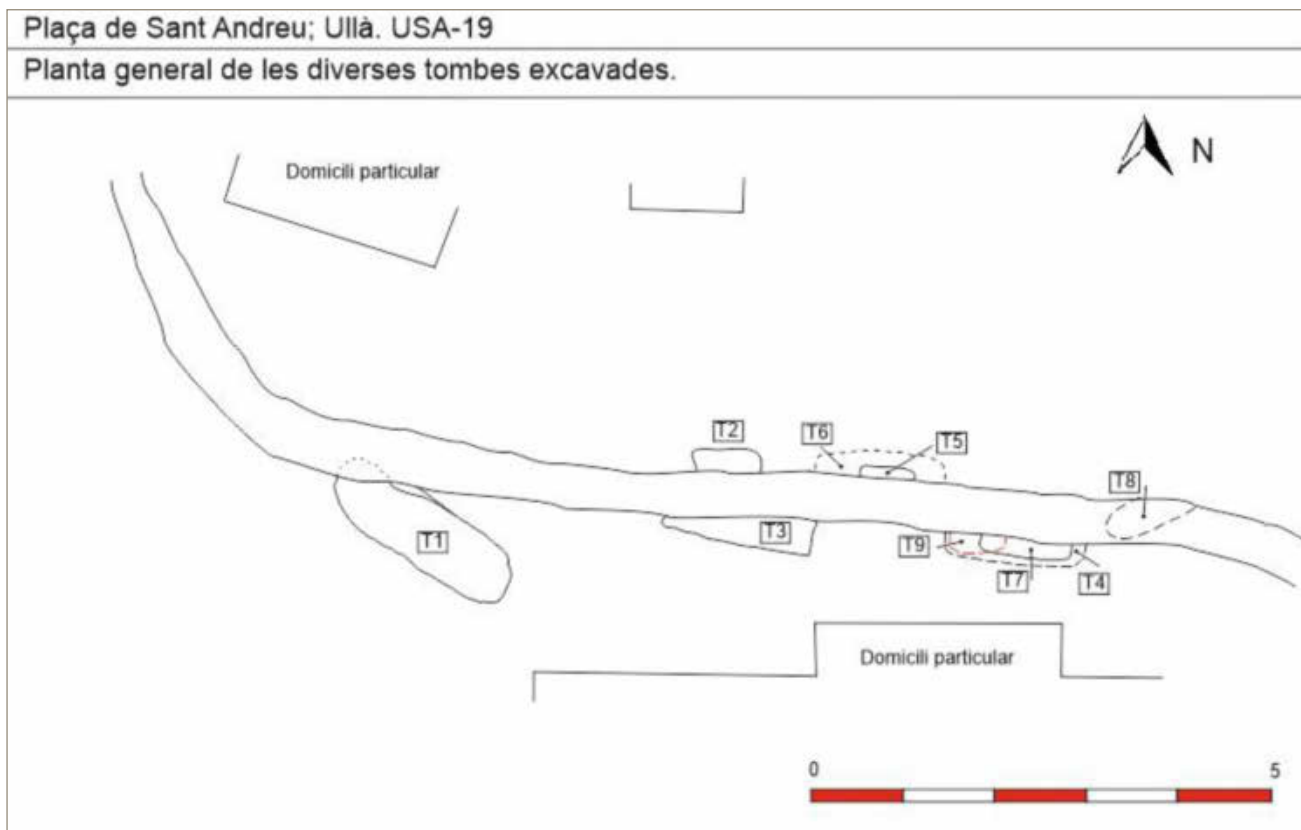 Plaça de Sant Andreu; Ullà. USA-19
Planta general de les diverses tombes excavades.
Domicili particular
N
T2
T6
T5
T8
T1
T3
T9
T7
T4
Domicili particular
0 5